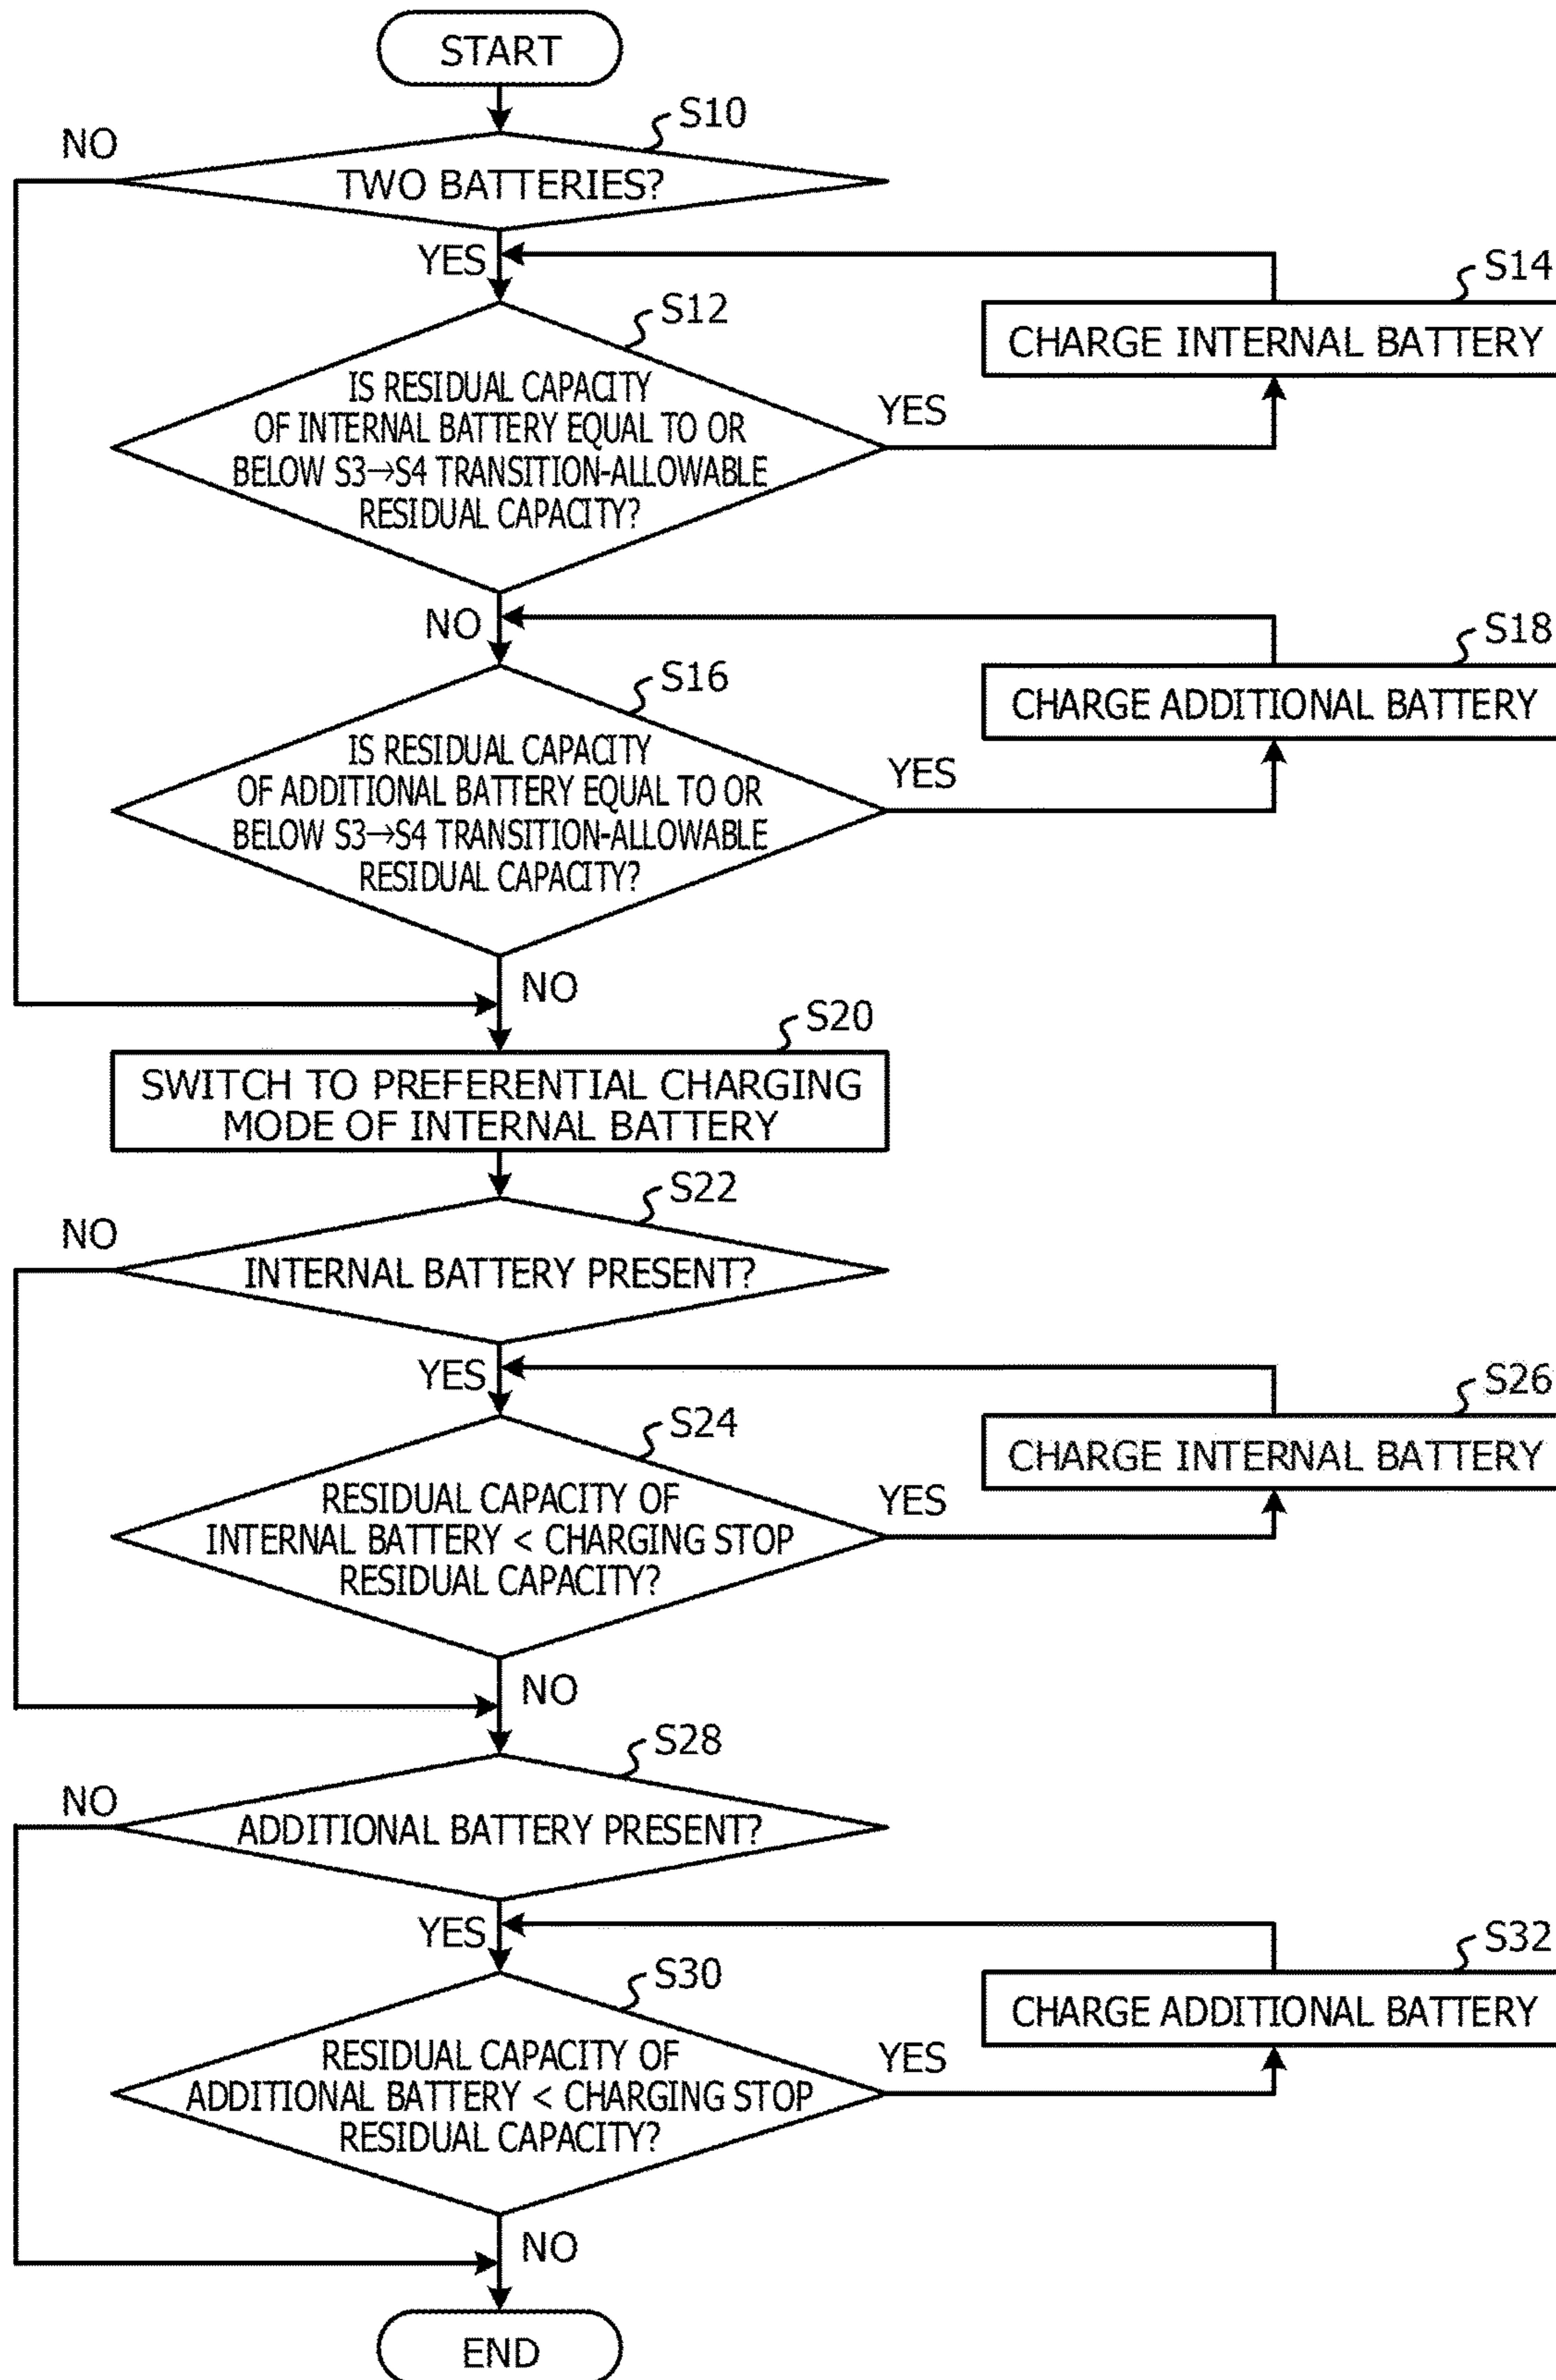 START
S10
NO
TWO BATTERIES?
YES
S14
CHARGE INTERNAL BATTERY
S12
IS RESIDUAL CAPACITY
OF INTERNAL BATTERY EQUAL TO OR
BELOW S3→S4 TRANSITION-ALLOWABLE
RESIDUAL CAPACITY?
YES
NO
S18
CHARGE ADDITIONAL BATTERY
S16
IS RESIDUAL CAPACITY
OF ADDITIONAL BATTERY EQUAL TO OR
BELOW S3→S4 TRANSITION-ALLOWABLE
RESIDUAL CAPACITY?
YES
NO
S20
SWITCH TO PREFERENTIAL CHARGING
MODE OF INTERNAL BATTERY
S22
NO
INTERNAL BATTERY PRESENT?
YES
S26
CHARGE INTERNAL BATTERY
S24
RESIDUAL CAPACITY OF
INTERNAL BATTERY < CHARGING STOP
RESIDUAL CAPACITY?
YES
NO
S28
NO
ADDITIONAL BATTERY PRESENT?
YES
S32
CHARGE ADDITIONAL BATTERY
S30
RESIDUAL CAPACITY OF
ADDITIONAL BATTERY < CHARGING STOP
RESIDUAL CAPACITY?
YES
NO
END